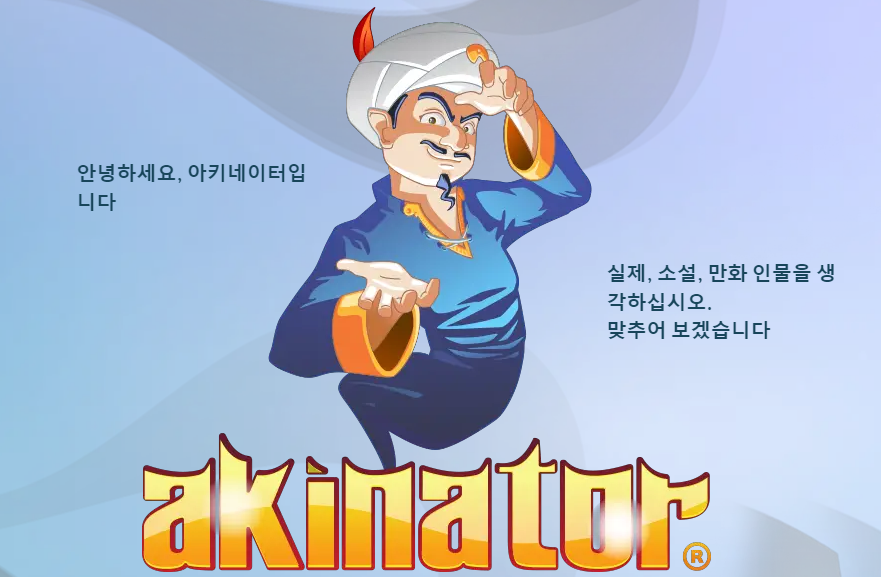 안녕하세요, 아키네이터입
니다
실제, 소설, 만화 인물을 생
각하십시오.
맞추어 보겠습니다
akinator
®